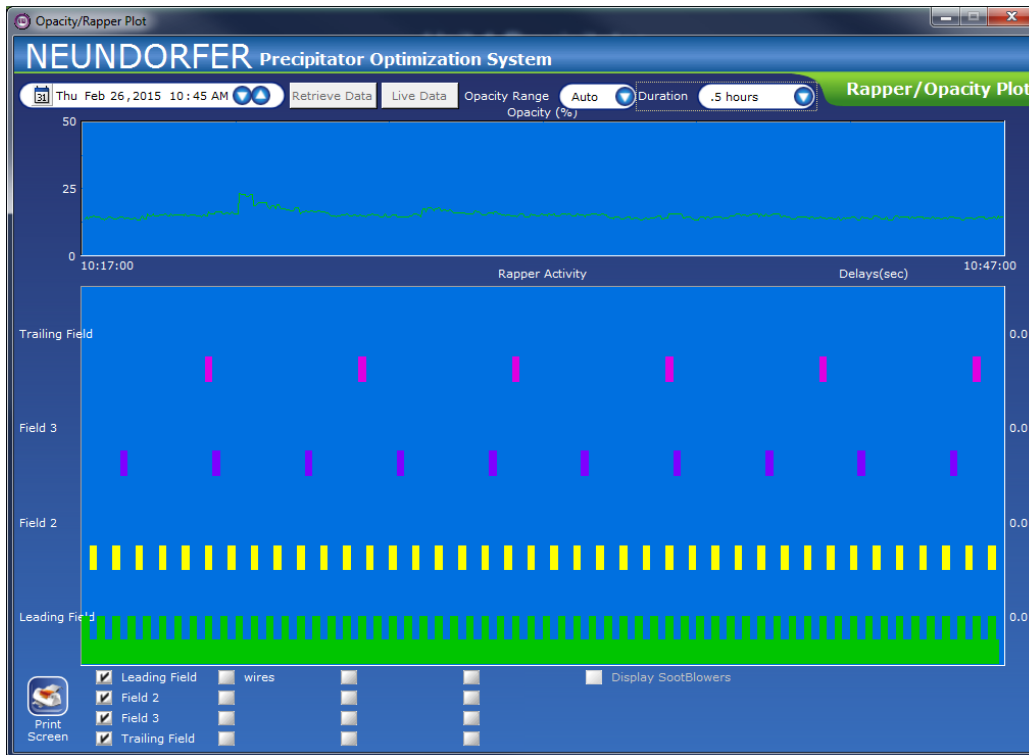 Opacity/Rapper Plot
NEUNDORFER Precipitator Optimization System
31 Thu Feb 26, 2015 10:45 AM Retrieve Data Live Data Opacity Range Auto Duration .5 hours Rapper/Opacity Plot
Opacity (%)
50
25
0
10:17:00 10:47:00
Rapper Activity Delays(sec)
Trailing Field 0.0
Field 3 0.0
Field 2 0.0
Leading Field 0.0
Leading Field wires Display SootBlowers
Field 2
Field 3
Trailing Field
Print
Screen